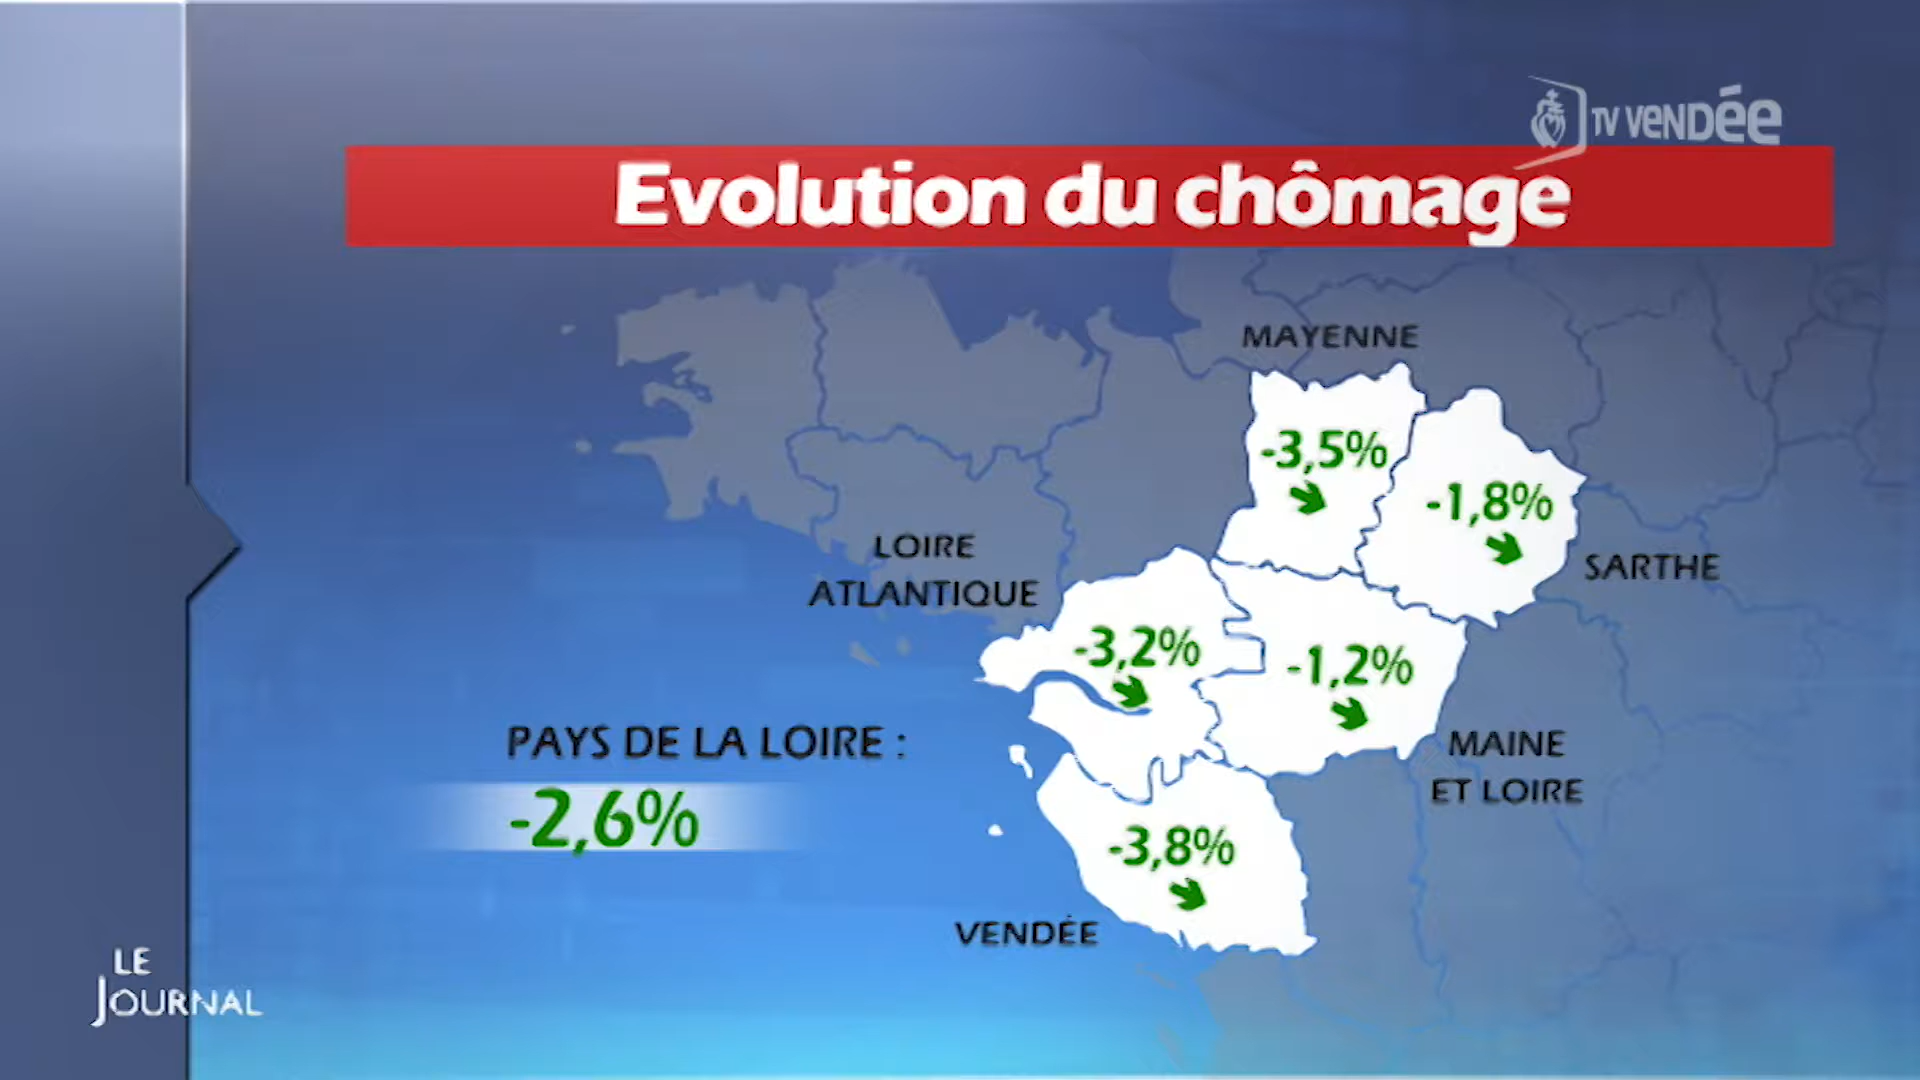 TV VENDÉE
Evolution du chômage
MAYENNE
-3,5%
-1,8%
LOIRE
ATLANTIQUE
SARTHE
-3,2%
-1,2%
PAYS DE LA LOIRE :
-2,6%
MAINE
ET LOIRE
-3,8%
VENDÉE
LE
JOURNAL